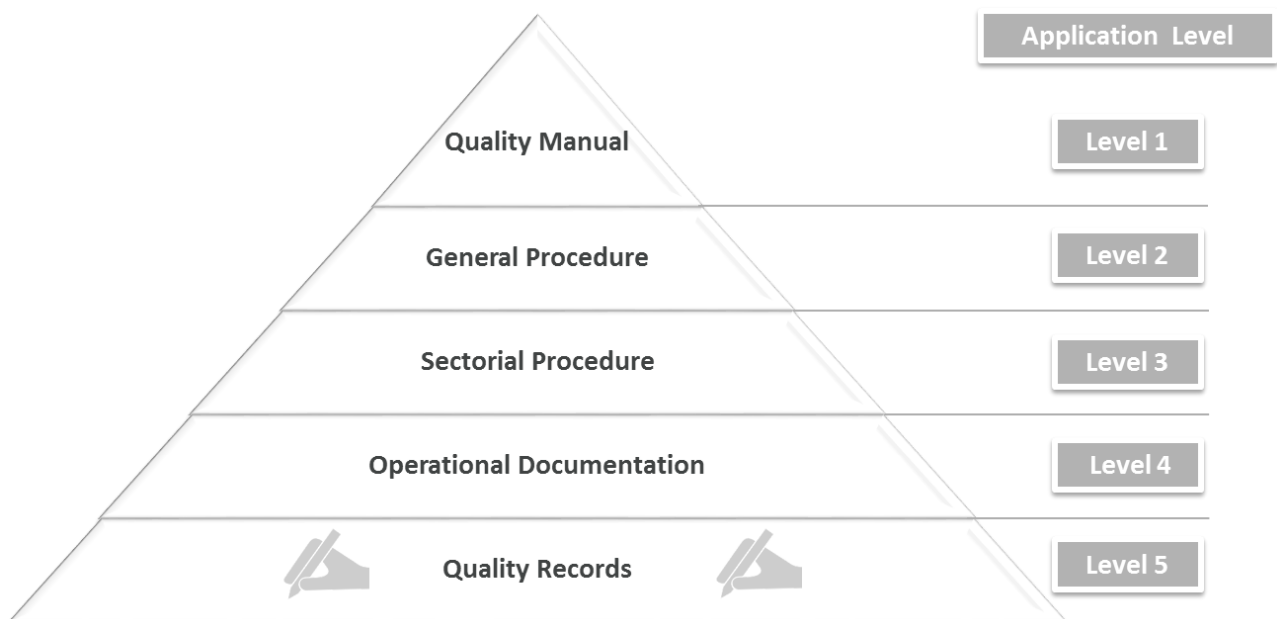 Application Level
Quality Manual
Level 1
General Procedure
Level 2
Sectorial Procedure
Level 3
Operational Documentation
Level 4
Quality Records
Level 5